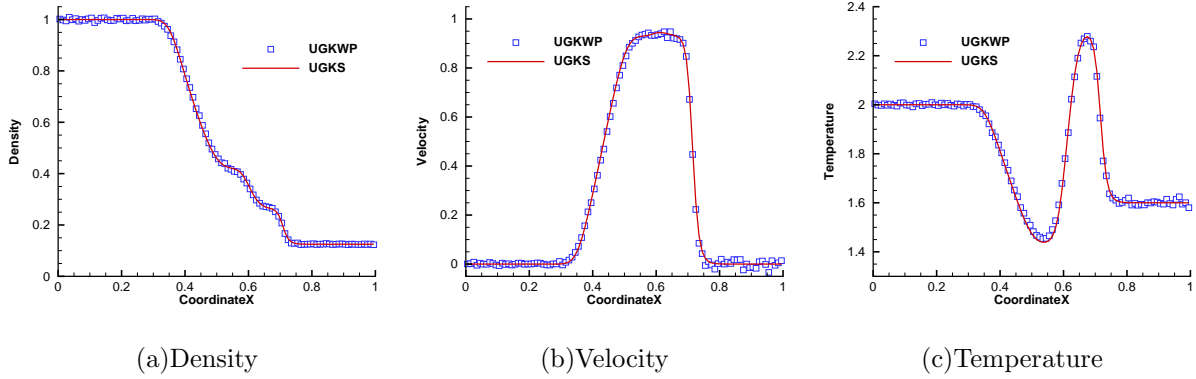 1
0.8
0.6
0.4
0.2
0
Density
0 0.2 0.4 0.6 0.8 1
CoordinateX
UGKWP
UGKS
(a)Density
1
0.8
0.6
0.4
0.2
0
Velocity
0 0.2 0.4 0.6 0.8 1
CoordinateX
UGKWP
UGKS
(b)Velocity
2.4
2.2
2
1.8
1.6
1.4
Temperature
0 0.2 0.4 0.6 0.8 1
CoordinateX
UGKWP
UGKS
(c)Temperature